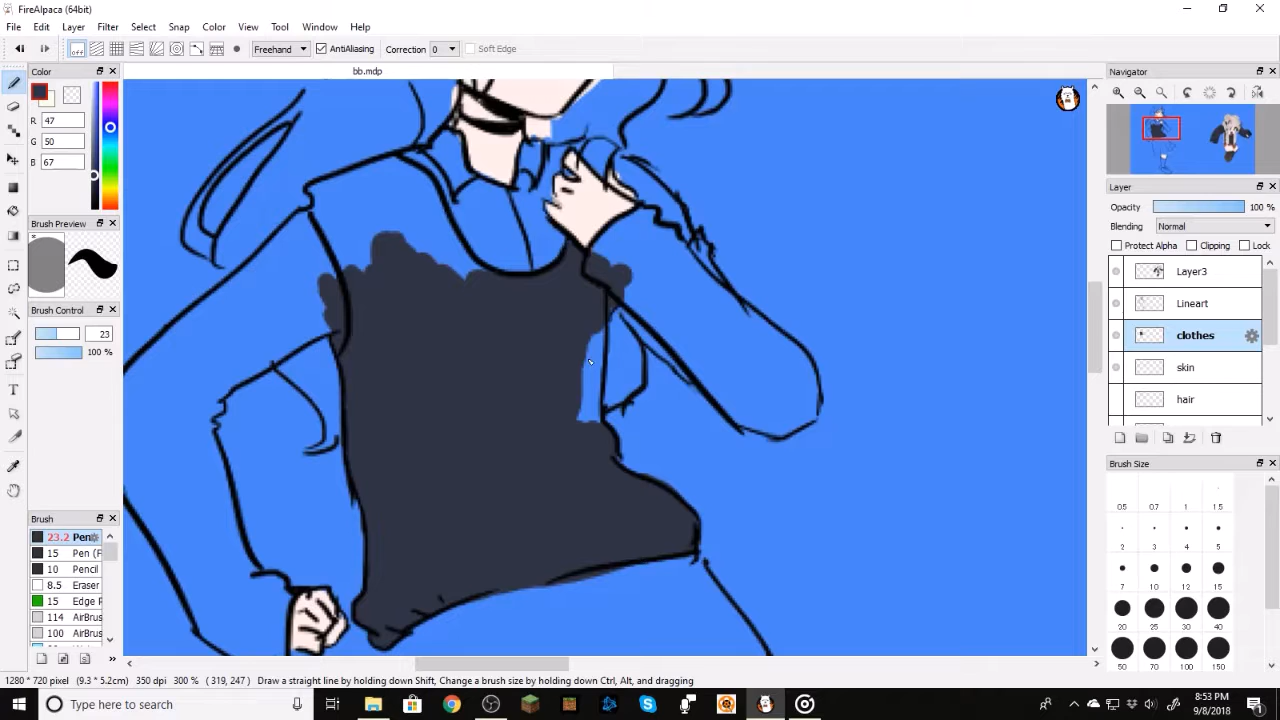 FireAlpaca (64bit)
File Edit Layer Filter Select Snap Color View Tool Window Help
off Freehand AntiAliasing Correction 0 Soft Edge
Color
bb.mdp
Navigator
R 47
G 50
B 67
Layer
Opacity 100 %
Blending Normal
Protect Alpha Clipping Lock
Brush Preview
Layer3
Lineart
Brush Control
clothes
23
100 %
skin
hair
Brush Size
05 07 1 1.5
2 3 4 5
7 10 12 15
20 25 30 40
50 70 100 150
Brush
23.2 Pen
15 Pen (F
10 Pencil
8.5 Eraser
15 Edge F
114 AirBrus
100 AirBrus
1280 * 720 pixel (9.3 * 5.2cm) 350 dpi 300 % ( 319, 247 ) Draw a straight line by holding down Shift, Change a brush size by holding down Ctrl, Alt, and dragging
Type here to search
8:53 PM
9/8/2018
1